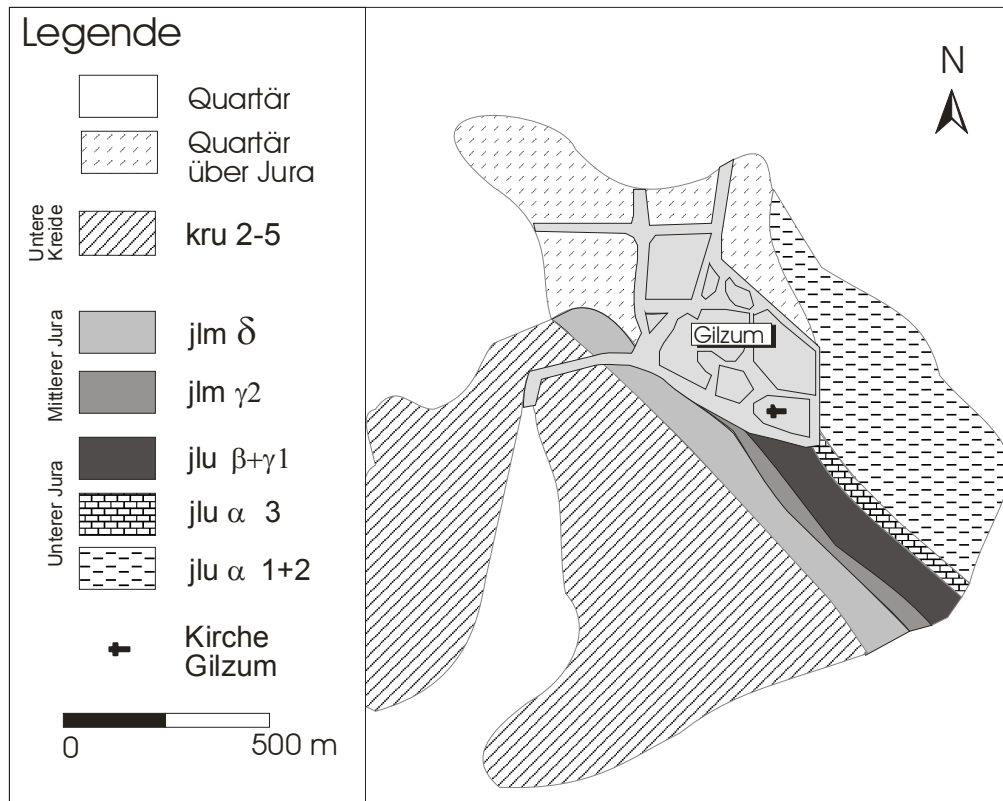 Legende
Quartär
Quartär
über Jura
Untere
Kreide
kru 2-5
Mittlerer Jura
jlm δ
jlm γ2
Unterer Jura
jlu β+γ1
jlu α 3
jlu α 1+2
Kirche
Gilzum
0 500 m
N
Gilzum